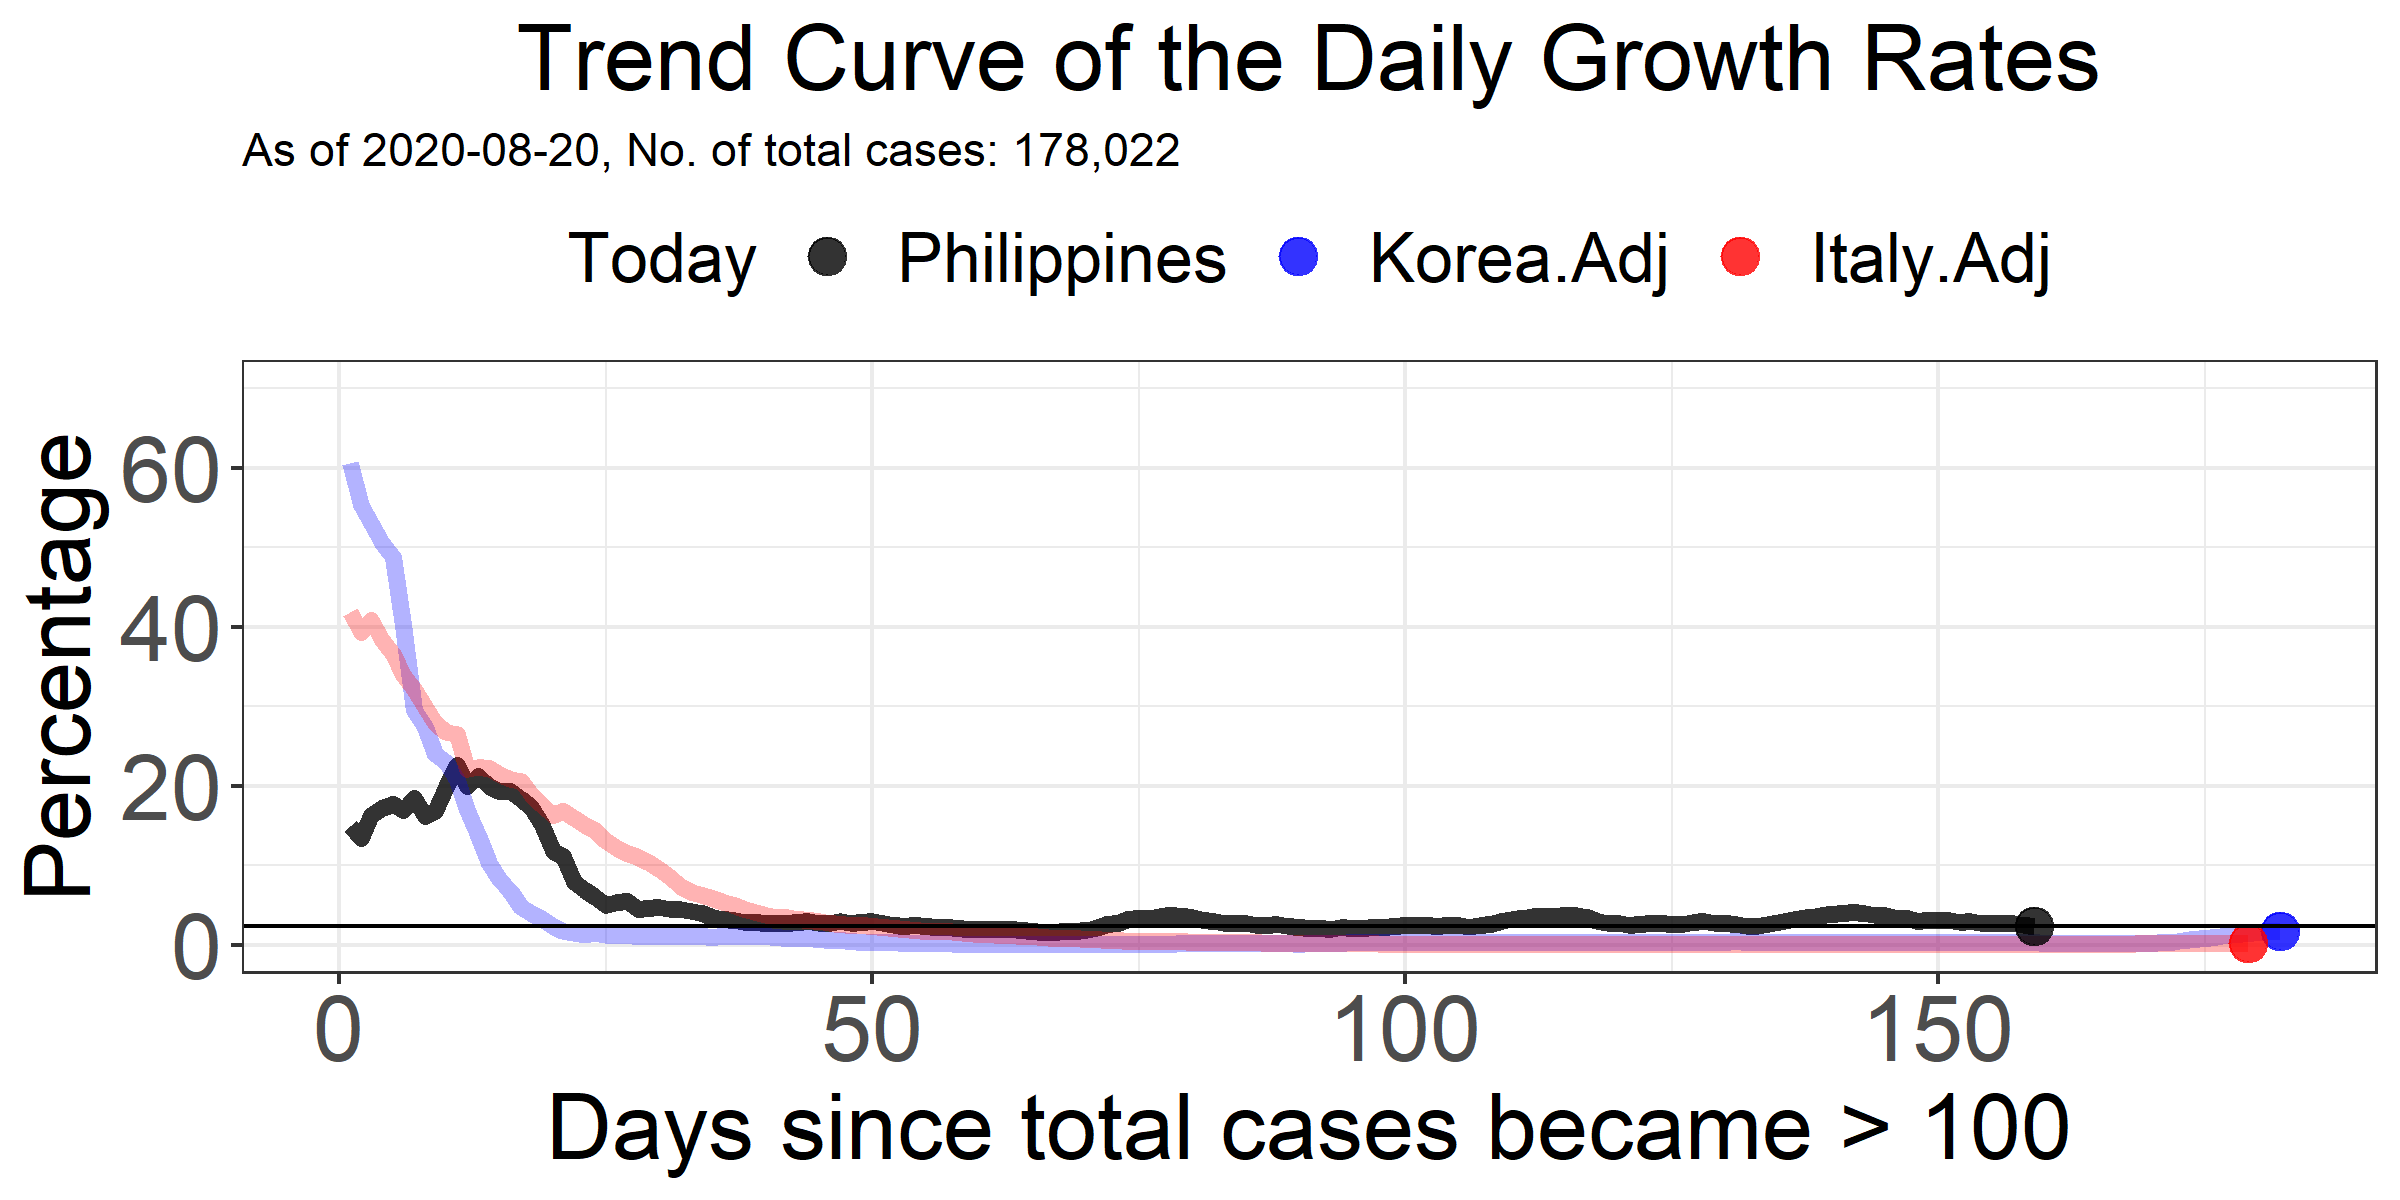 Trend Curve of the Daily Growth Rates
As of 2020-08-20, No. of total cases: 178,022
Today Philippines Korea.Adj Italy.Adj
Percentage
60
40
20
0
0 50 100 150
Days since total cases became > 100